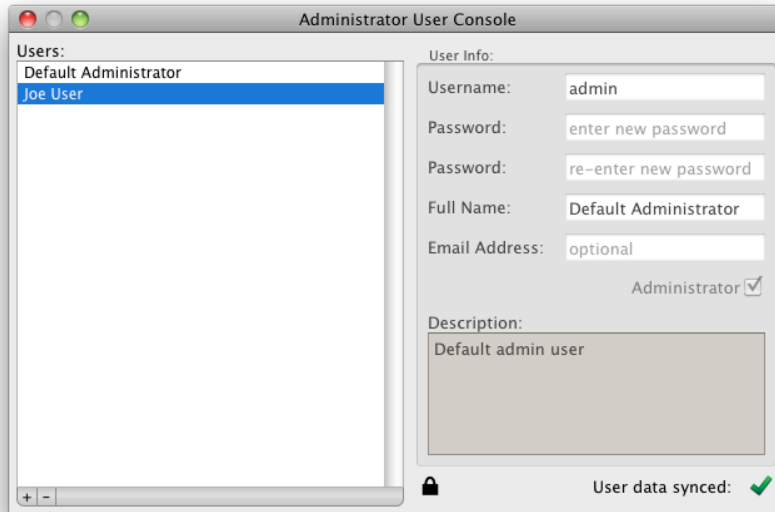 Administrator User Console
Users:
Default Administrator
Joe User
+ -
User Info:
Username: admin
Password: enter new password
Password: re-enter new password
Full Name: Default Administrator
Email Address: optional
Administrator
Description:
Default admin user
User data synced: